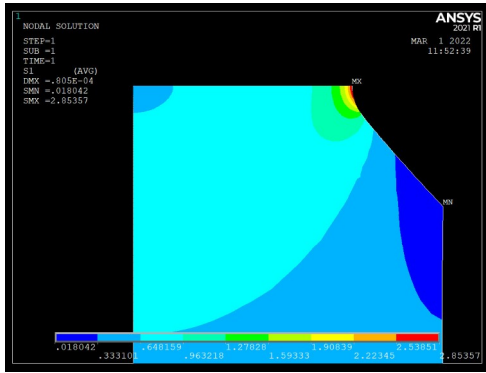 1
NODAL SOLUTION
ANSYS
2021 R1
STEP=1
SUB =1
TIME=1
S1 (AVG)
DMX =.805E-04
SMN =.018042
SMX =2.85357
MAR 1 2022
11:52:39
MX
MN
.018042 .648159 1.27828 1.90839 2.53851
.333101 .963218 1.59333 2.22345 2.85357